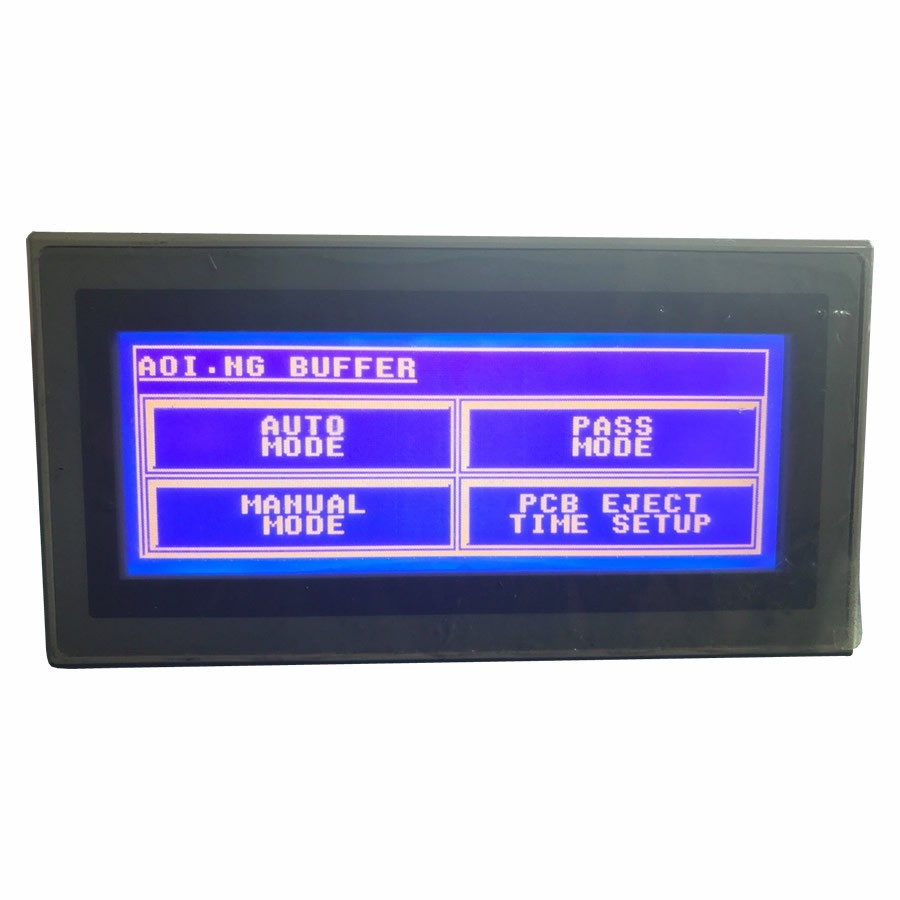 AOI.NG BUFFER
AUTO
MODE
PASS
MODE
MANUAL
MODE
PCB EJECT
TIME SETUP